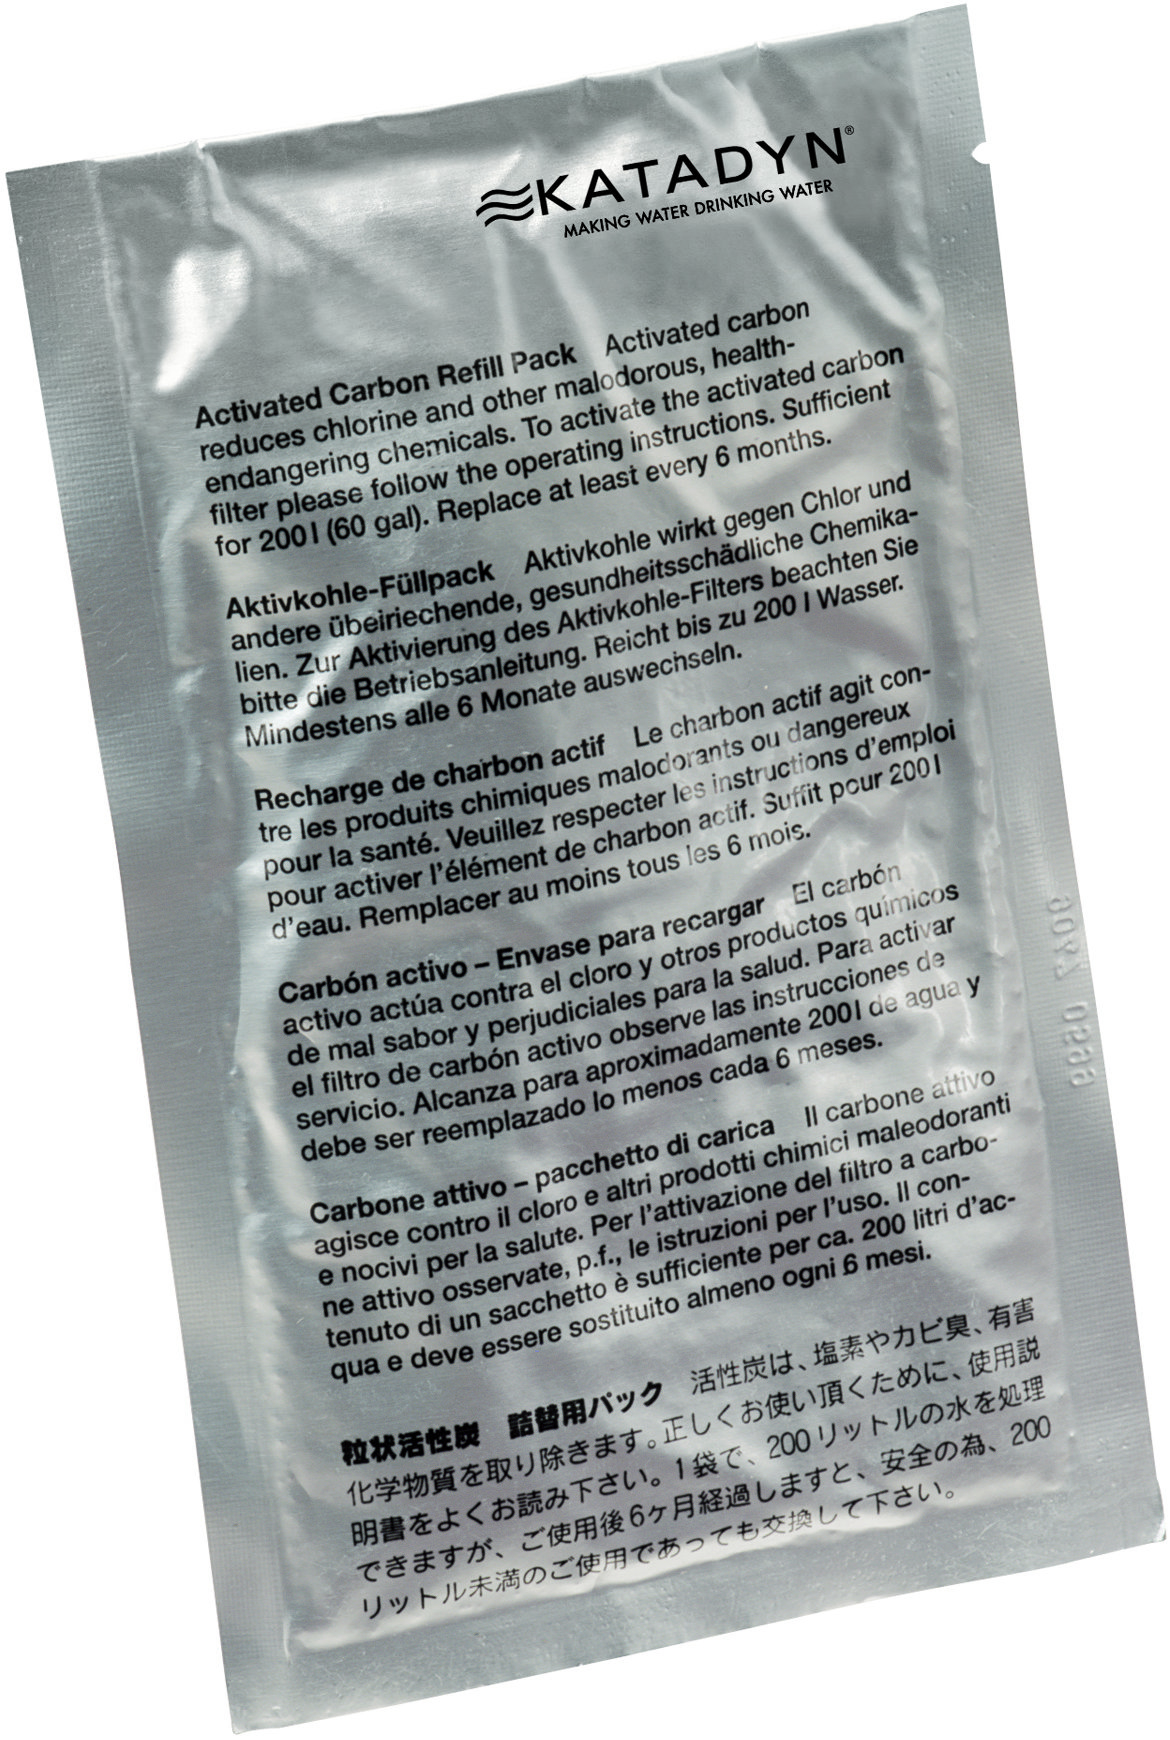 KATADYN®
MAKING WATER DRINKING WATER
Activated Carbon Refill Pack Activated carbon
reduces chlorine and other malodorous, health-
endangering chemicals. To activate the activated carbon
filter please follow the operating instructions. Sufficient
for 200 l (60 gal). Replace at least every 6 months.
Aktivkohle-Füllpack Aktivkohle wirkt gegen Chlor und
andere übeiriechende, gesundheitsschädliche Chemika-
lien. Zur Aktivierung des Aktivkohle-Filters beachten Sie
bitte die Betriebsanleitung. Reicht bis zu 200 l Wasser.
Mindestens alle 6 Monate auswechseln.
Recharge de charbon actif Le charbon actif agit con-
tre les produits chimiques malodorants ou dangereux
pour la santé. Veuillez respecter les instructions d'emploi
pour activer l'élément de charbon actif. Suffit pour 200 l
d'eau. Remplacer au moins tous les 6 mois.
Carbón activo – Envase para recargar El carbón
activo actúa contra el cloro y otros productos químicos
de mal sabor y perjudiciales para la salud. Para activar
el filtro de carbón activo observe las instrucciones de
servicio. Alcanza para aproximadamente 200 l de agua y
debe ser reemplazado lo menos cada 6 meses.
Carbone attivo – pacchetto di carica Il carbone attivo
agisce contro il cloro e altri prodotti chimici maleodoranti
e nocivi per la salute. Per l'attivazione del filtro a carbo-
ne attivo osservate, p.f., le istruzioni per l'uso. Il con-
tenuto di un sacchetto è sufficiente per ca. 200 litri d'ac-
qua e deve essere sostituito almeno ogni 6 mesi.
粒状活性炭 詰替用パック 活性炭は、塩素やカビ臭、有害
化学物質を取り除きます。正しくお使い頂くために、使用説
明書をよくお読み下さい。1袋で、200リットルの水を処理
できますが、ご使用後6ヶ月経過しますと、安全の為、200
リットル未満のご使用であっても交換して下さい。